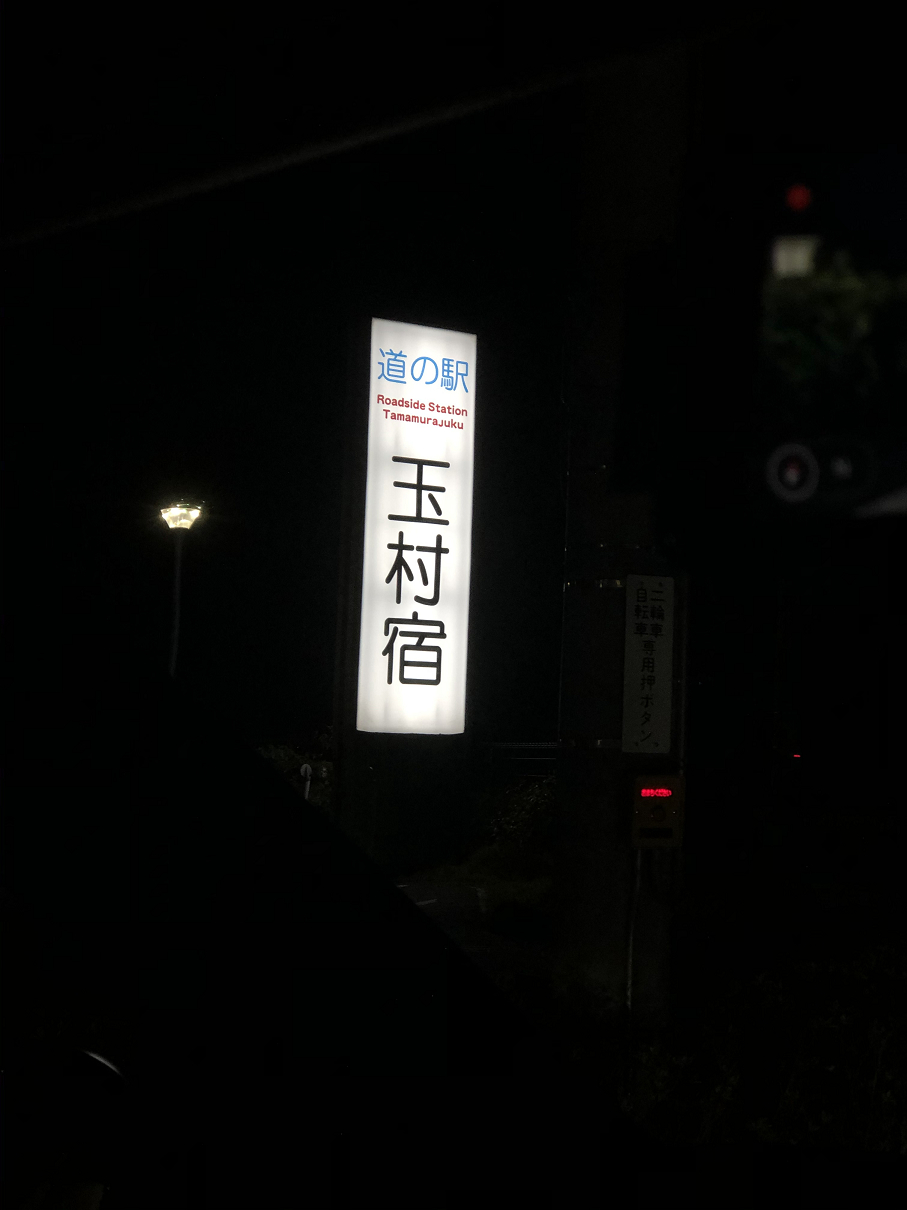 道の駅
Roadside Station
Tamamurajuku
玉村宿
二輪車
自転車
専用押ボタン